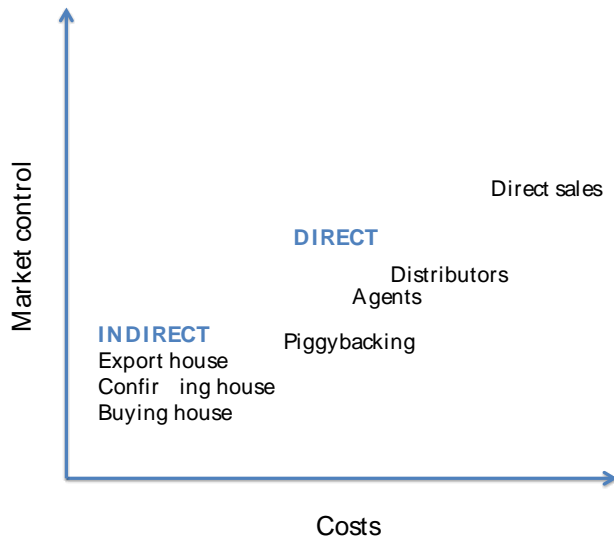 Market control
Direct sales
DIRECT
Distributors
Agents
INDIRECT
Piggybacking
Export house
Confir ing house
Buying house
Costs